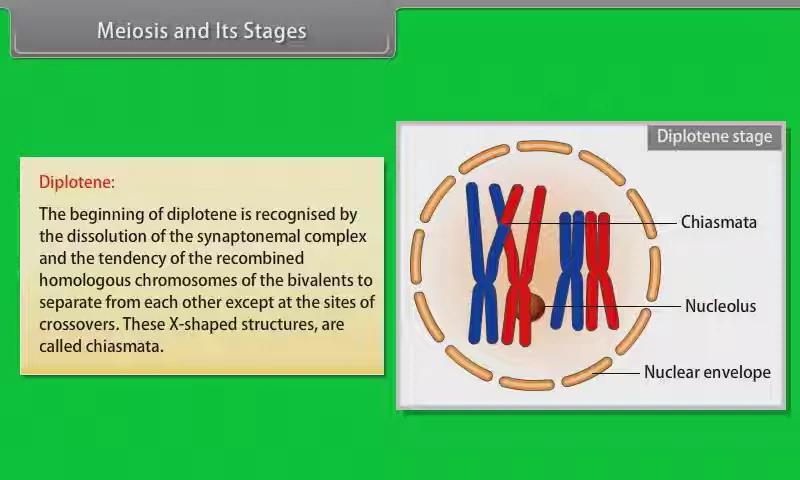 Meiosis and Its Stages
Diplotene stage
Diplotene:
The beginning of diplotene is recognised by
the dissolution of the synaptonemal complex
and the tendency of the recombined
homologous chromosomes of the bivalents to
separate from each other except at the sites of
crossovers. These X-shaped structures, are
called chiasmata.
Chiasmata
Nucleolus
Nuclear envelope